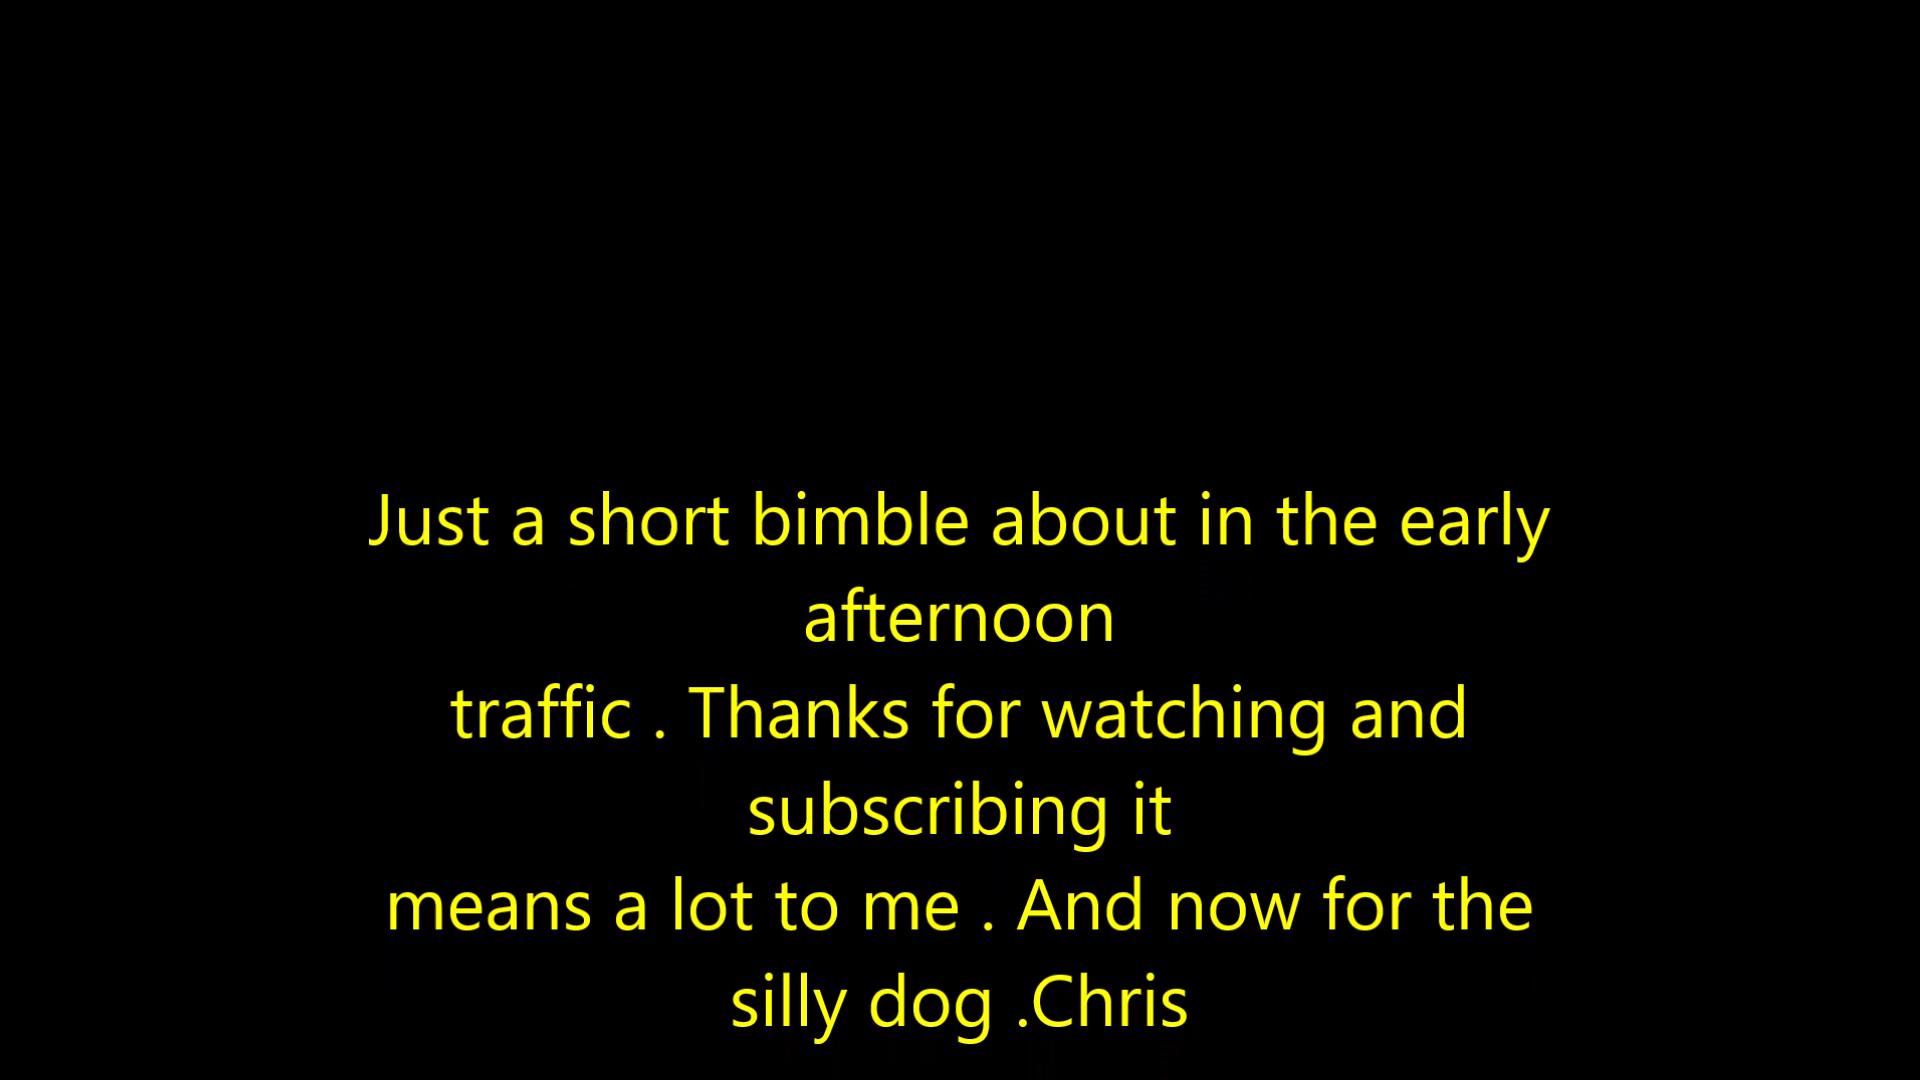 Just a short bimble about in the early
afternoon
traffic . Thanks for watching and
subscribing it
means a lot to me . And now for the
silly dog .Chris